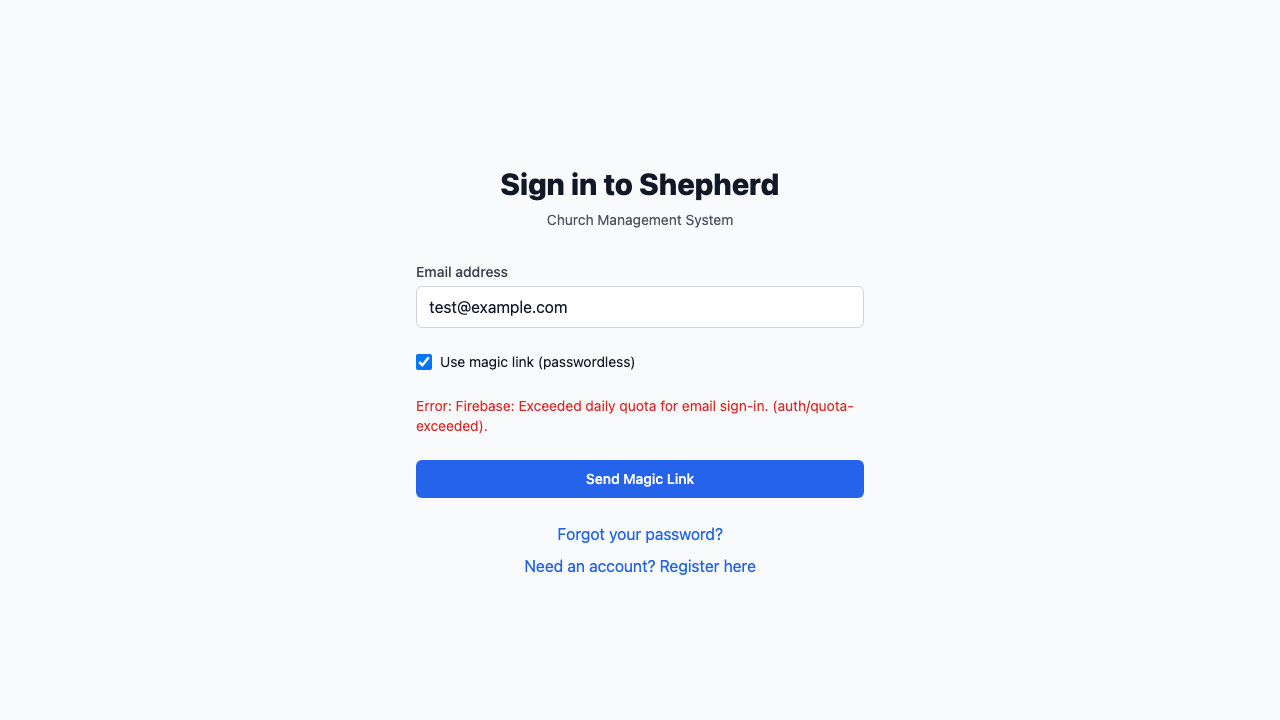 Sign in to Shepherd
Church Management System
Email address
test@example.com
Use magic link (passwordless)
Error: Firebase: Exceeded daily quota for email sign-in. (auth/quota-
exceeded).
Send Magic Link
Forgot your password?
Need an account? Register here